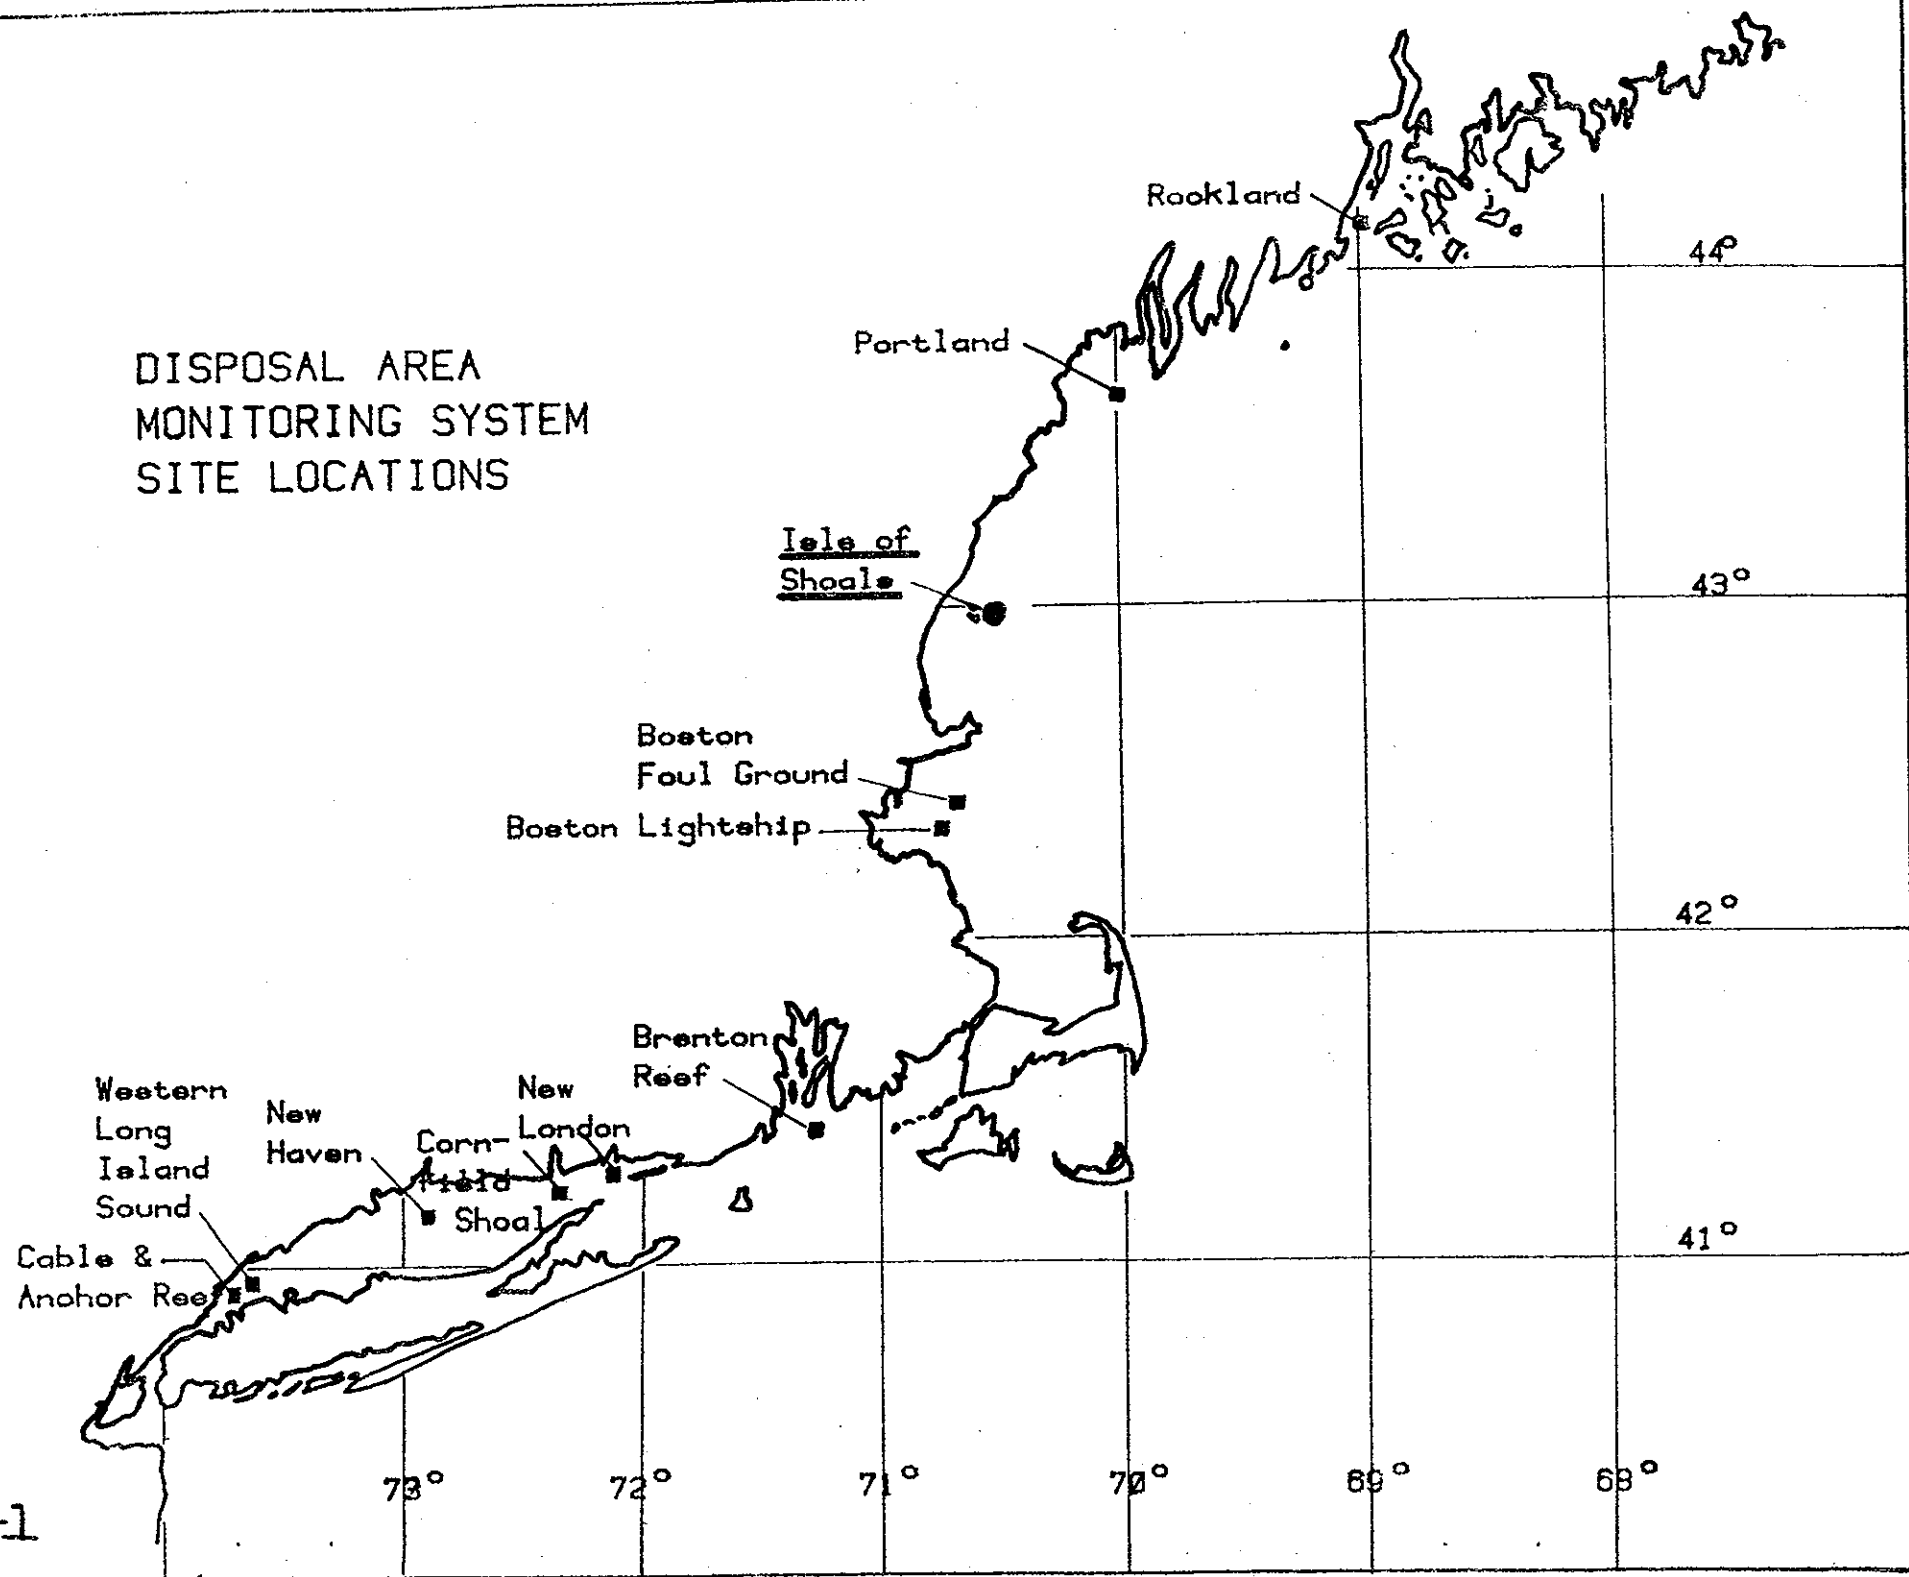 DISPOSAL AREA
MONITORING SYSTEM
SITE LOCATIONS
Rockland
44°
Portland
Isle of
Shoals
43°
Boston
Foul Ground
Boston Lightship
42°
Brenton
Reef
Western
Long
Island
Sound
New
Haven
Corn-
field
Shoal
New
London
Cable &
Anchor Reef
41°
73°
72°
71°
70°
69°
68°
-1